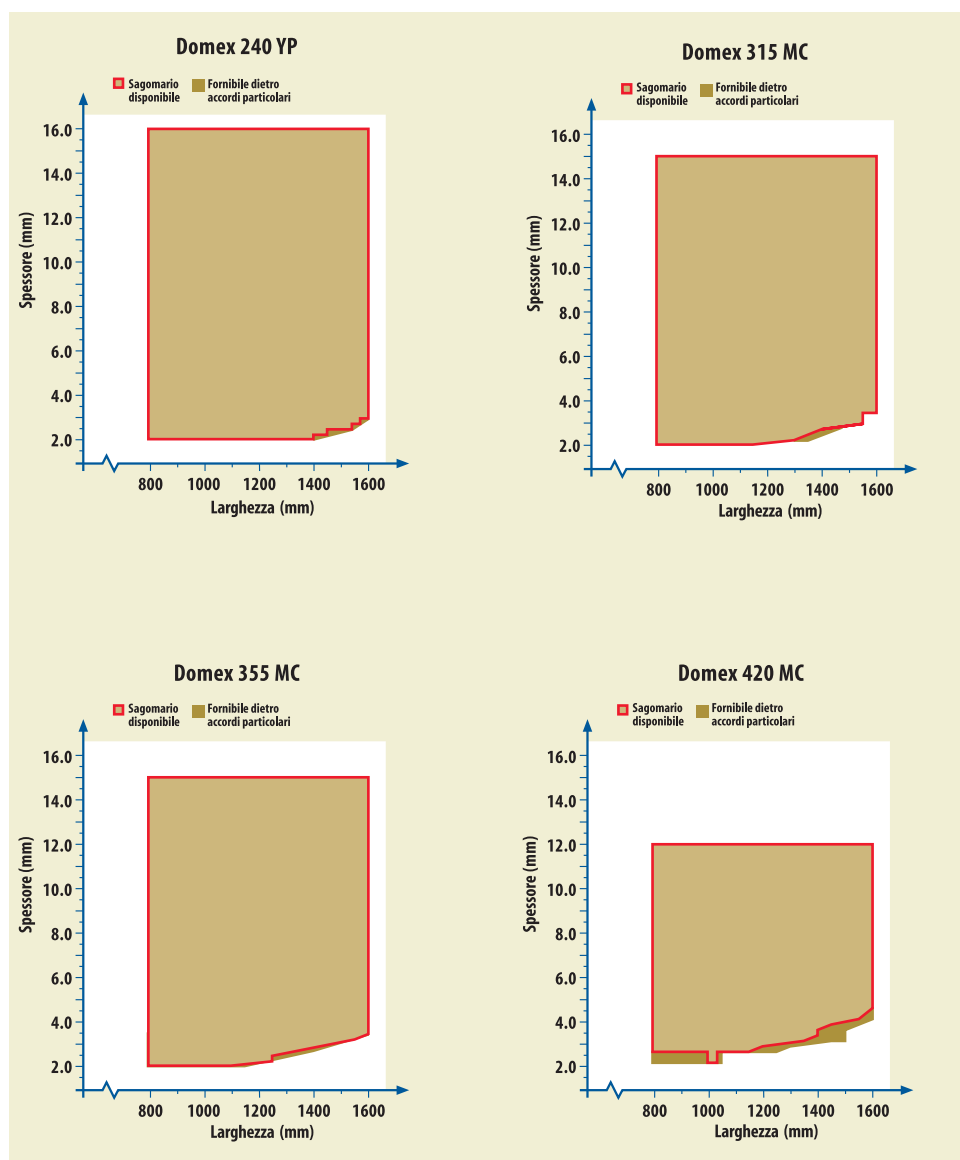 Domex 240 YP
Sagomario disponibile
Fornibile dietro accordi particolari
Spessore (mm)
16.0
14.0
12.0
10.0
8.0
6.0
4.0
2.0
800 1000 1200 1400 1600
Larghezza (mm)
Domex 315 MC
Sagomario disponibile
Fornibile dietro accordi particolari
Spessore (mm)
16.0
14.0
12.0
10.0
8.0
6.0
4.0
2.0
800 1000 1200 1400 1600
Larghezza (mm)
Domex 355 MC
Sagomario disponibile
Fornibile dietro accordi particolari
Spessore (mm)
16.0
14.0
12.0
10.0
8.0
6.0
4.0
2.0
800 1000 1200 1400 1600
Larghezza (mm)
Domex 420 MC
Sagomario disponibile
Fornibile dietro accordi particolari
Spessore (mm)
16.0
14.0
12.0
10.0
8.0
6.0
4.0
2.0
800 1000 1200 1400 1600
Larghezza (mm)